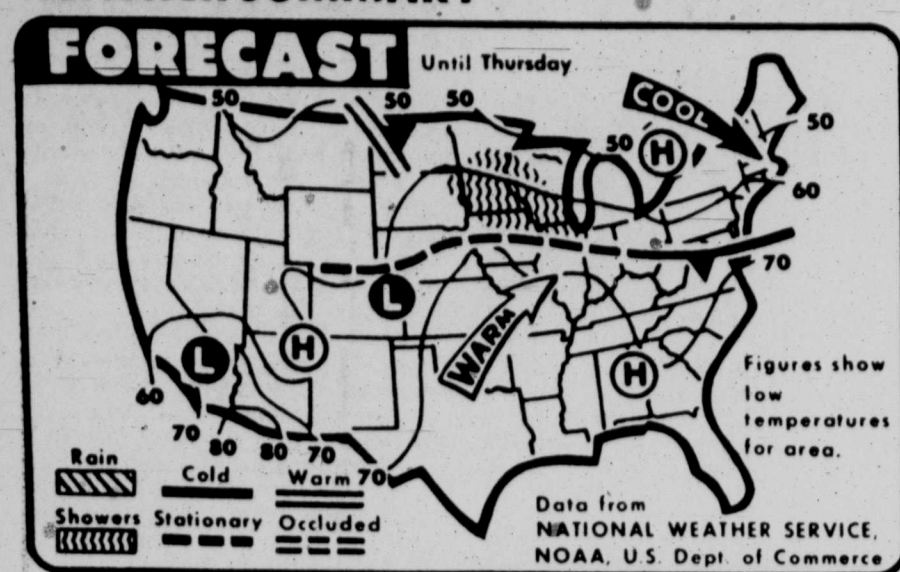 FORECAST
Until Thursday
50 50 50
COOL
50
50
H
60
70
L
WARM
L
H
H
60
70
80
80
70
70
Figures show
low
temperatures
for area.
Rain
Cold
Warm
Showers
Stationary
Occluded
Data from
NATIONAL WEATHER SERVICE,
NOAA, U.S. Dept. of Commerce